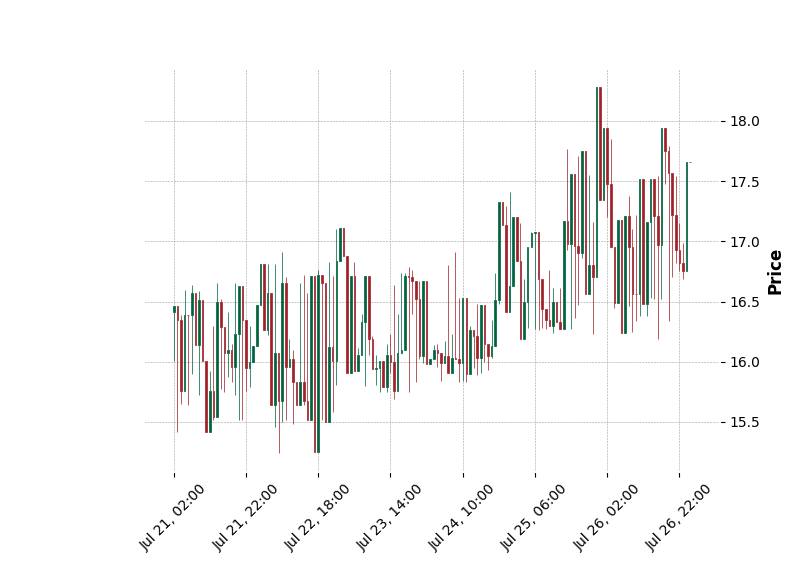 18.0
17.5
17.0
16.5
16.0
15.5
Price
Jul 21, 02:00
Jul 21, 22:00
Jul 22, 18:00
Jul 23, 14:00
Jul 24, 10:00
Jul 25, 06:00
Jul 26, 02:00
Jul 26, 22:00